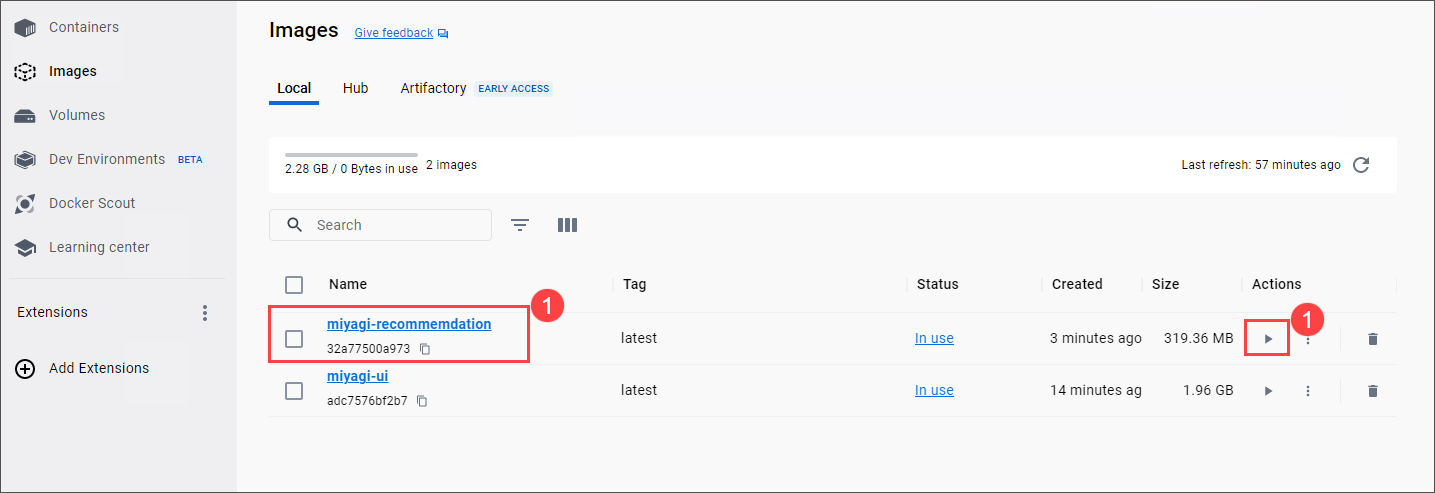 Containers
Images
Volumes
Dev Environments BETA
Docker Scout
Learning center
Extensions
Add Extensions
Images Give feedback
Local Hub Artifactory EARLY ACCESS
2.28 GB / 0 Bytes in use 2 images Last refresh: 57 minutes ago
Search
Name Tag Status Created Size Actions
1 1
miyagi-recommemdation
32a77500a973
latest In use 3 minutes ago 319.36 MB
miyagi-ui
adc7576bf2b7
latest In use 14 minutes ag 1.96 GB